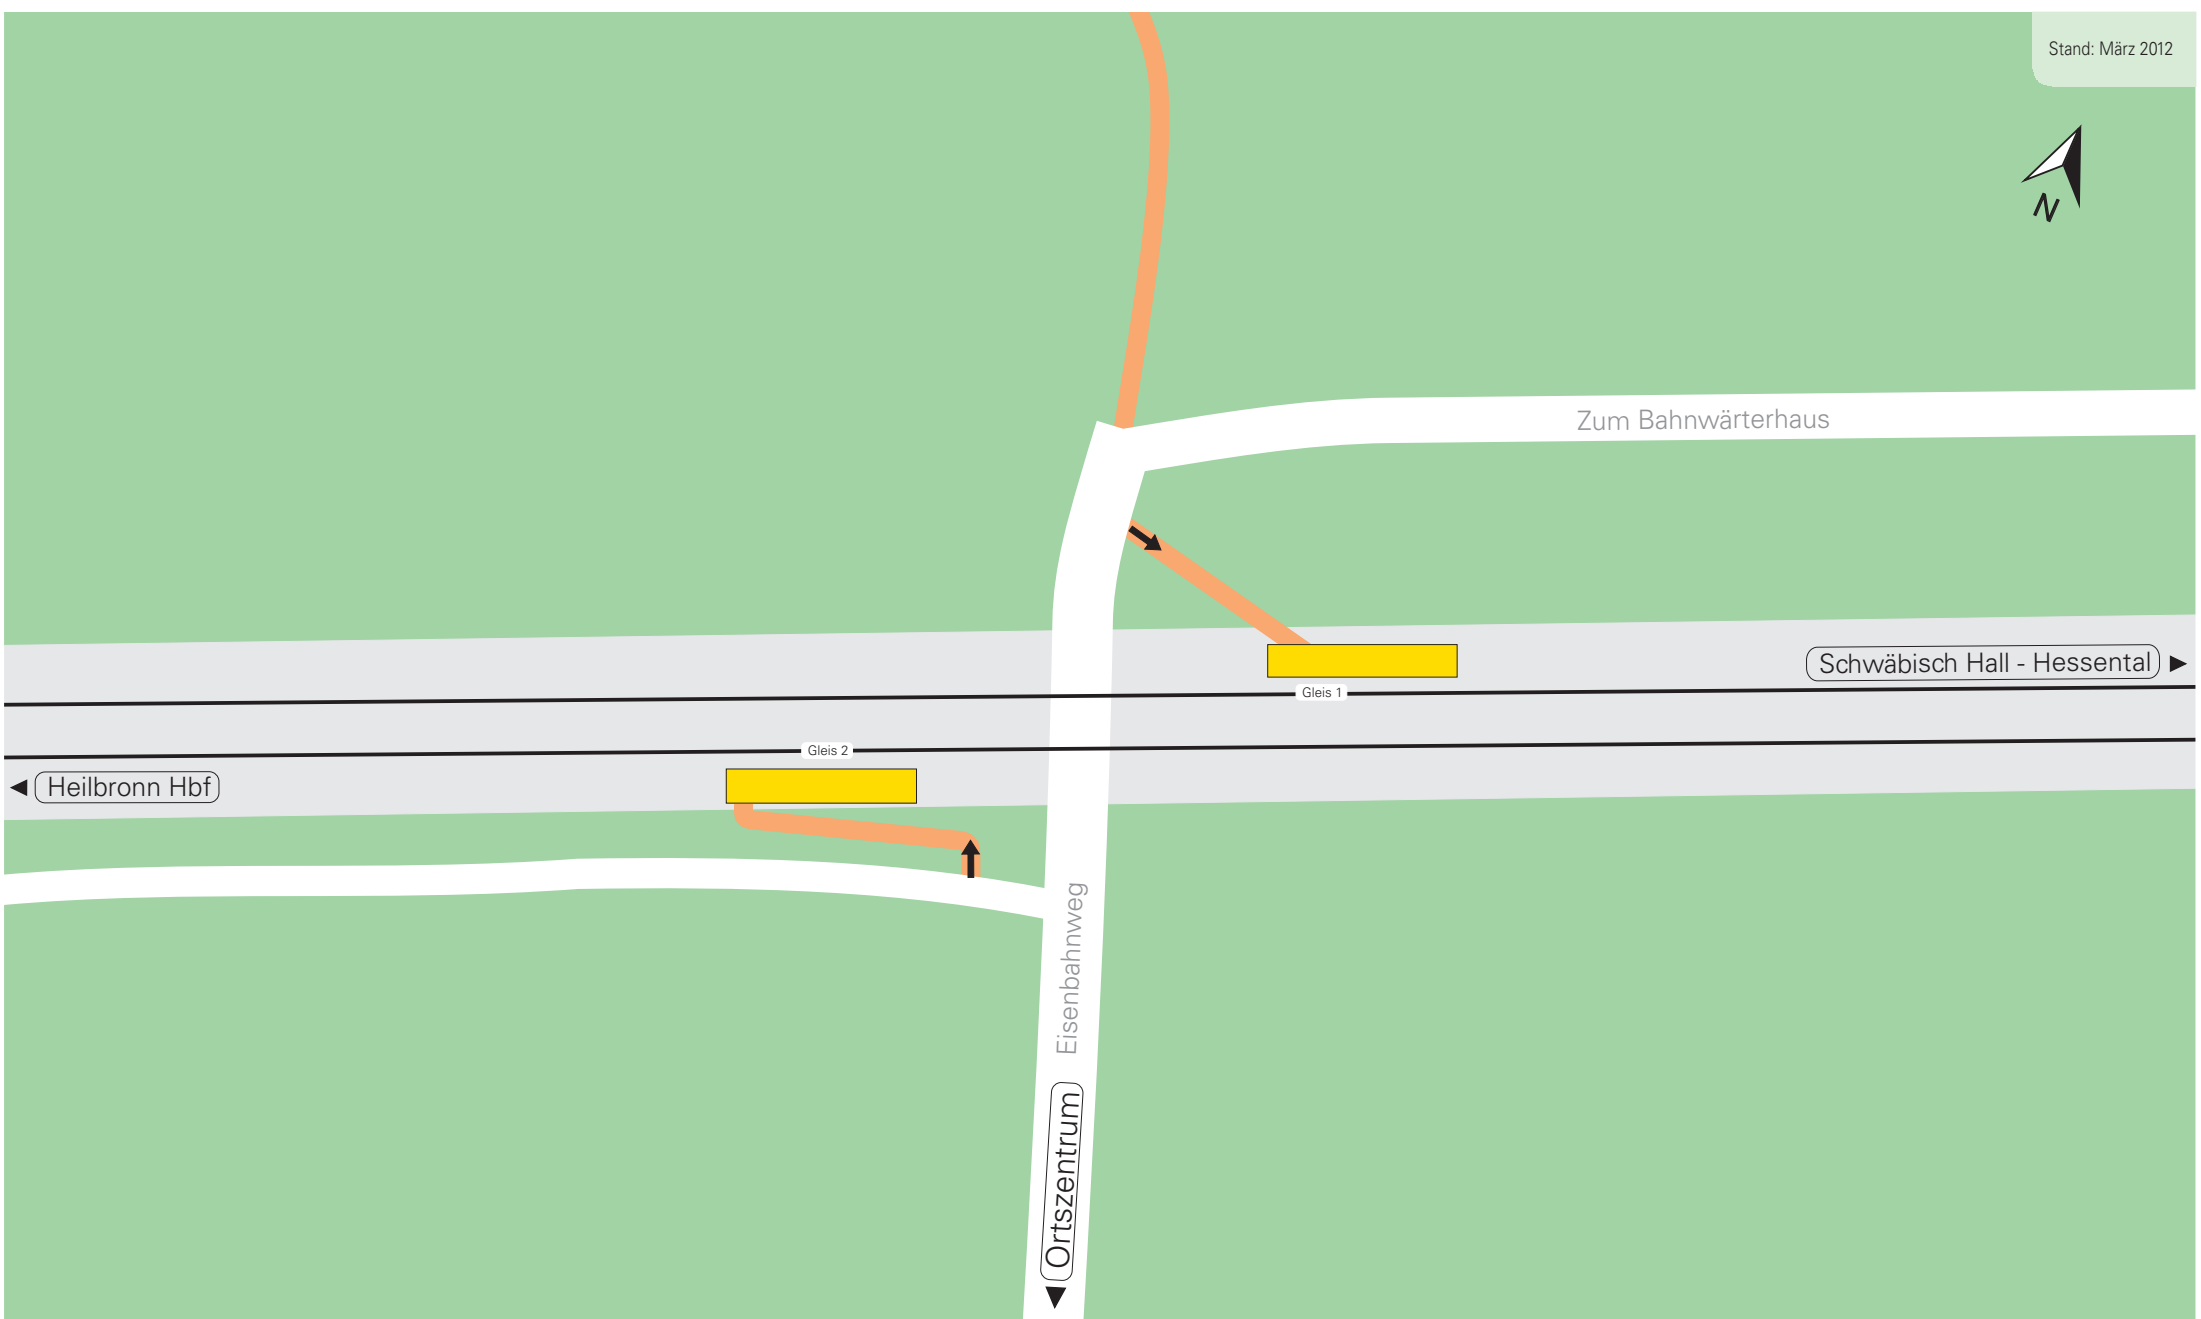 Stand: März 2012
N
Zum Bahnwärterhaus
Schwäbisch Hall - Hessental
Gleis 1
Gleis 2
Heilbronn Hbf
Eisenbahnweg
Ortszentrum